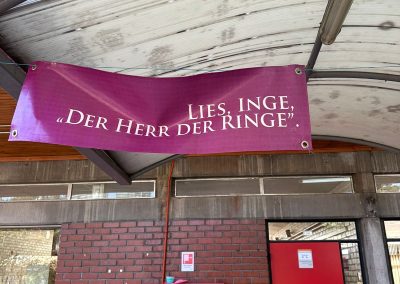 LIES, INGE,
„DER HERR DER RINGE”.